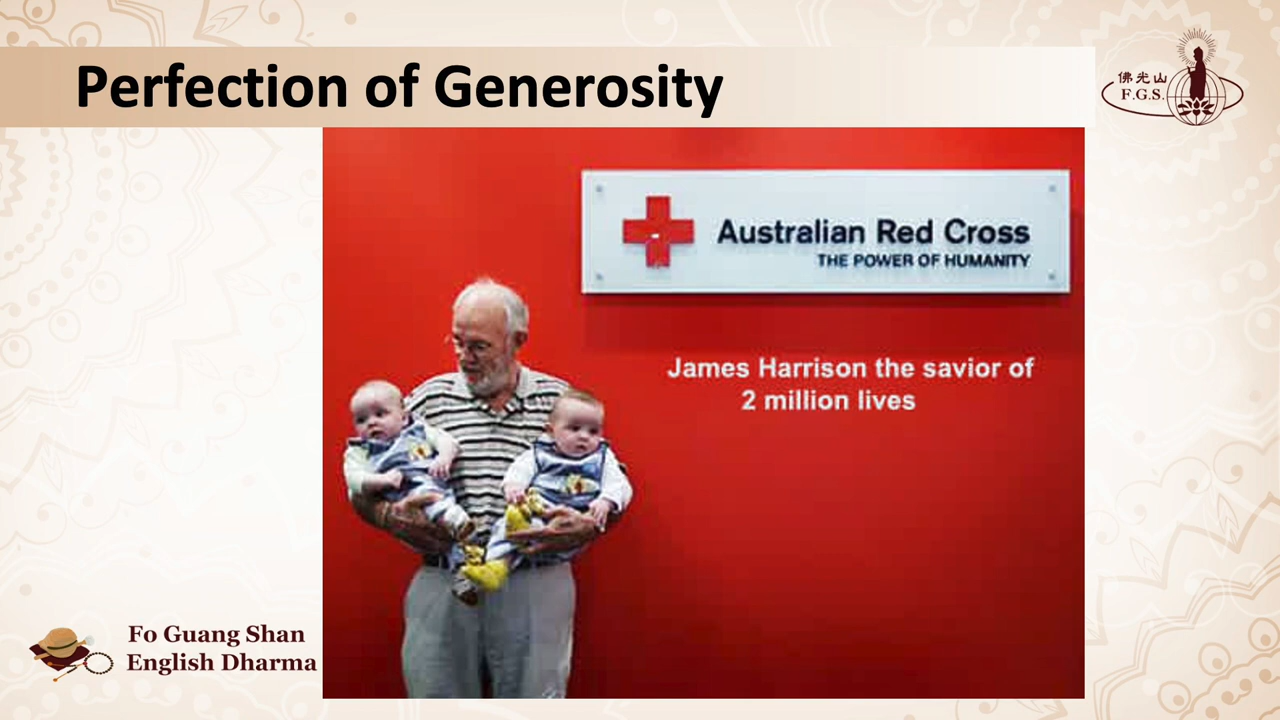 Perfection of Generosity
佛光山
F.G.S.
Australian Red Cross
THE POWER OF HUMANITY
James Harrison the savior of
2 million lives
Fo Guang Shan
English Dharma